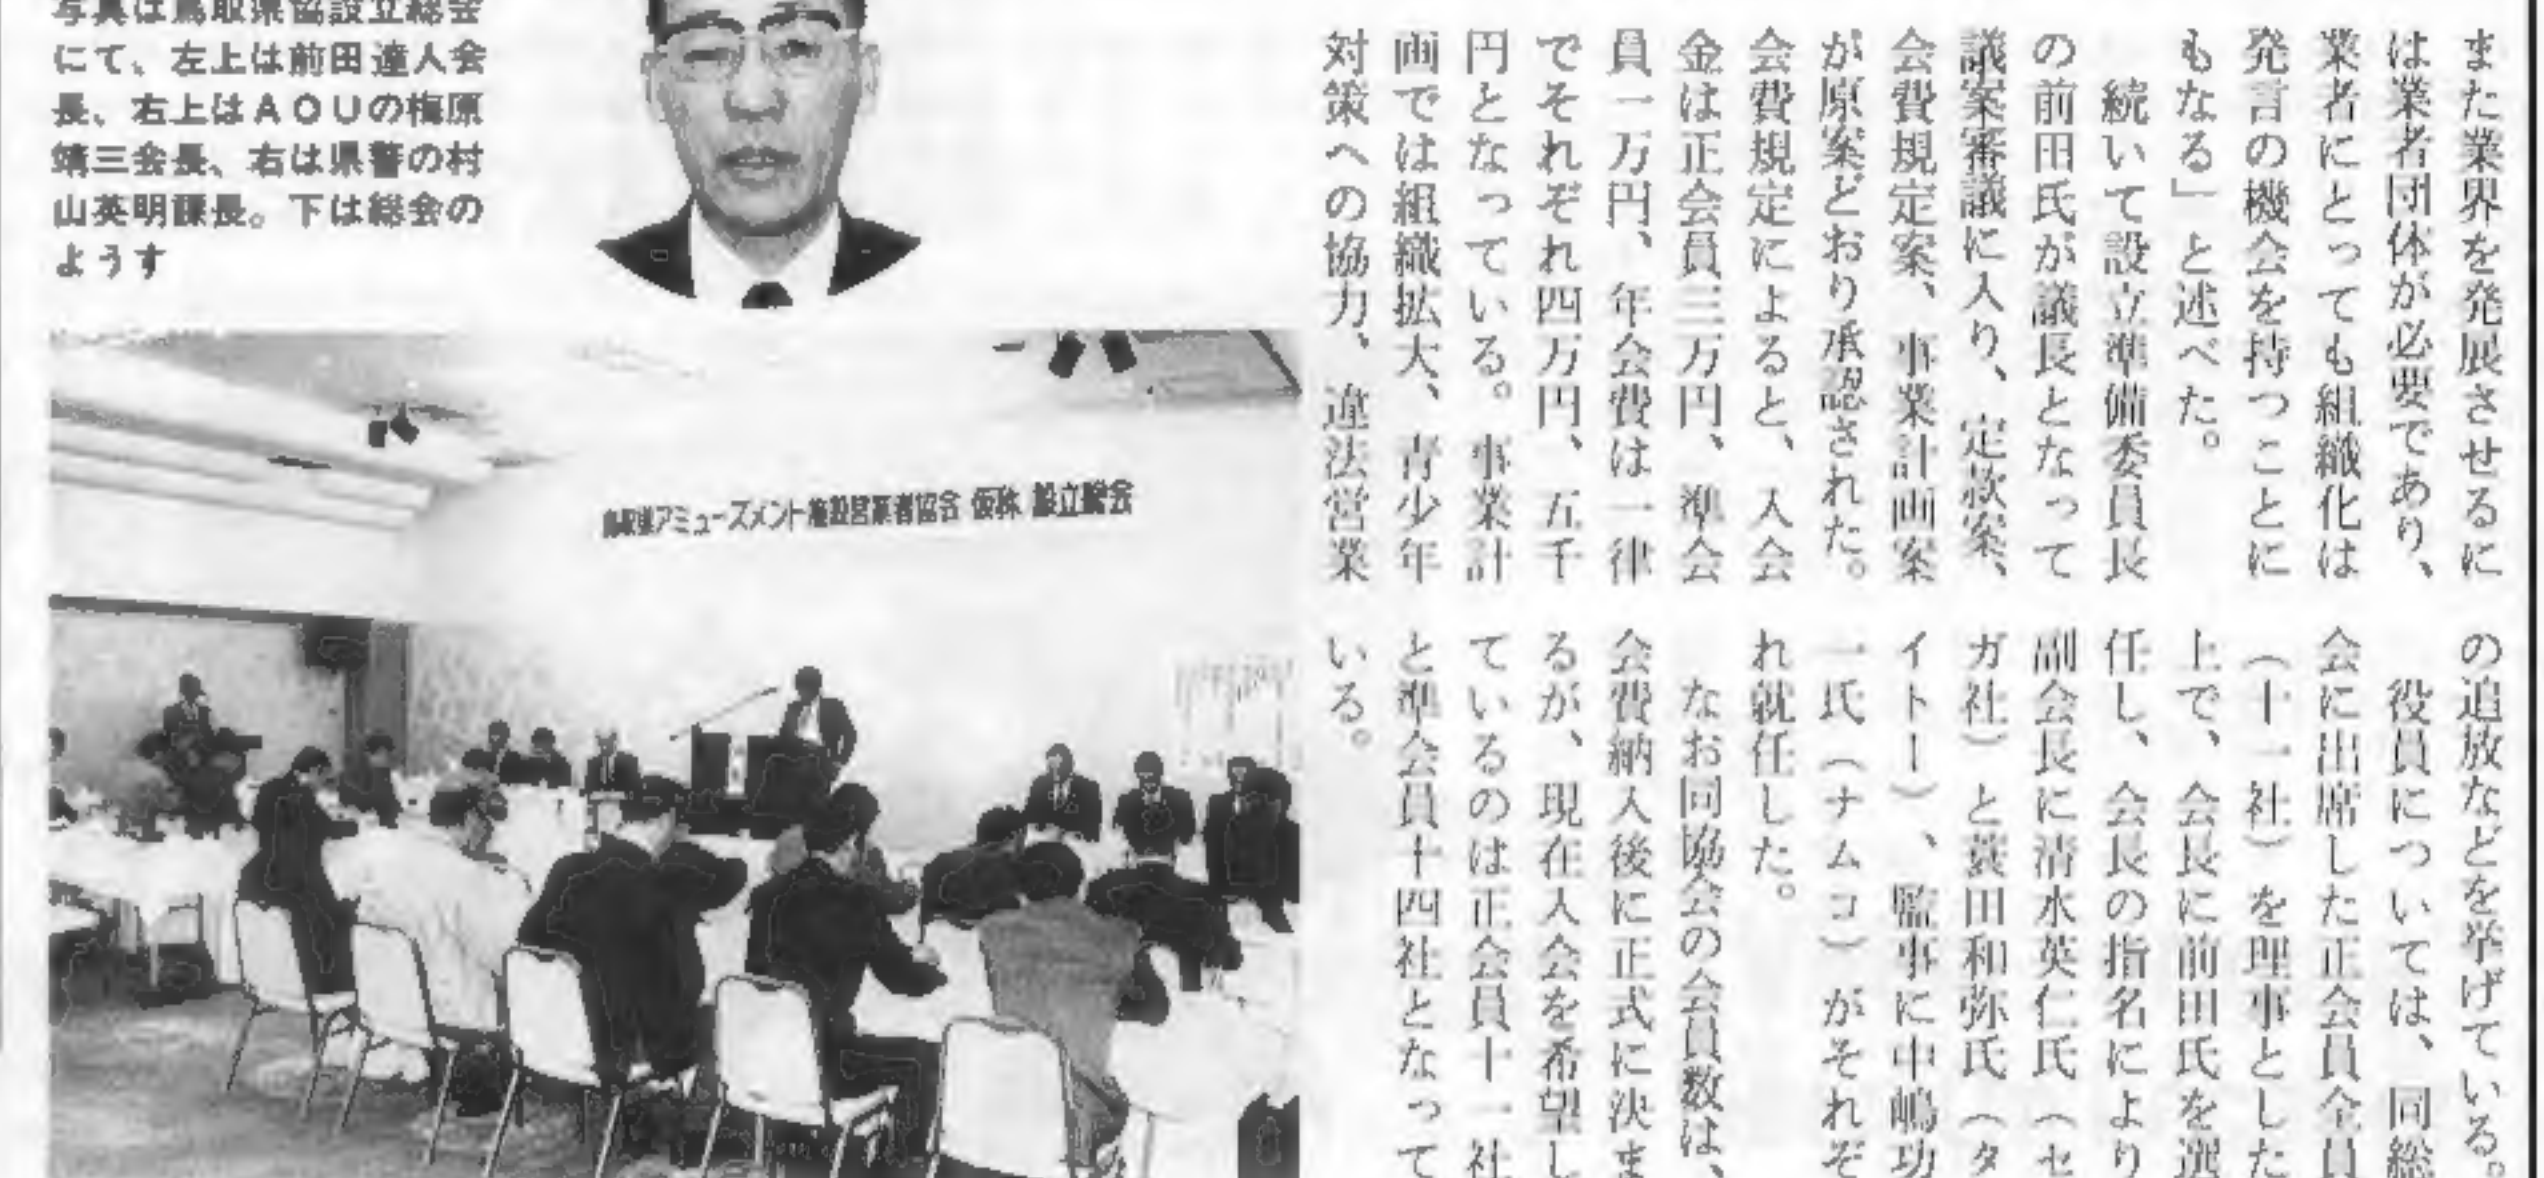 また業界を発展させるに
は業者団体が必要であり、
業者にとっても組織化は
発言の機会を持つことに
もなる」と述べた。
続いて設立準備委員長
の前田氏が議長となって
議案審議に入り、定款案、
会費規定案、事業計画案
が原案どおり承認された。
会費規定によると、入会
金は正会員三万円、準会
員一万円、年会費は一律
でそれぞれ四万円、五千
円となっている。事業計
画では組織拡大、青少年
対策への協力、違法営業
の追放などを挙げている。
役員については、同総
会に出席した正会員全員
（十一社）を理事とした
上で、会長に前田氏を選
任し、会長の指名により
副会長に清水英仁氏（セ
ガ社）と蓑田和弥氏（タ
イトー）、監事に中嶋功
一氏（ナムコ）がそれぞ
れ就任した。
なお同協会の会員数は、
会費納入後に正式に決ま
るが、現在入会を希望し
ているのは正会員十一社
と準会員十四社となって
いる。
写真は鳥取県協設立総会
にて、左上は前田達人会
長、右上はＡＯＵの梅原
靖三会長、右は県警の村
山英明課長。下は総会の
ようす
鳥取県アミューズメント施設営業者協会 仮称 設立総会